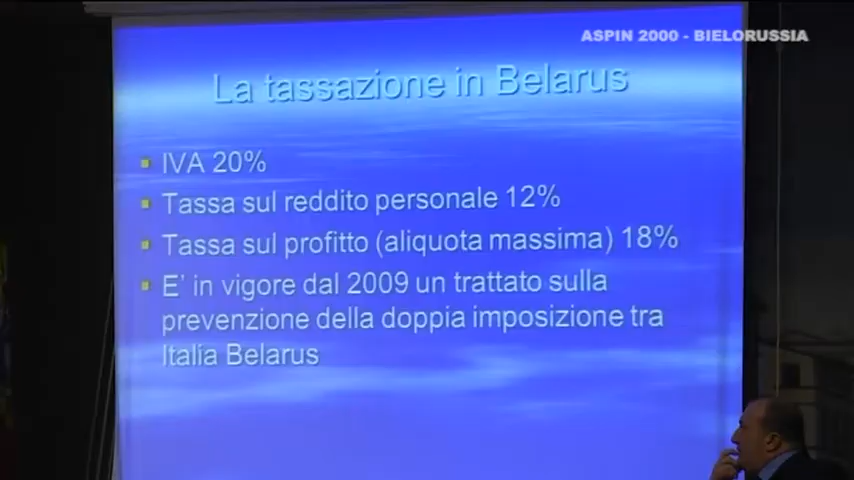 ASPIN 2000 - BIELORUSSIA
La tassazione in Belarus
IVA 20%
Tassa sul reddito personale 12%
Tassa sul profitto (aliquota massima) 18%
E' in vigore dal 2009 un trattato sulla
prevenzione della doppia imposizione tra
Italia Belarus